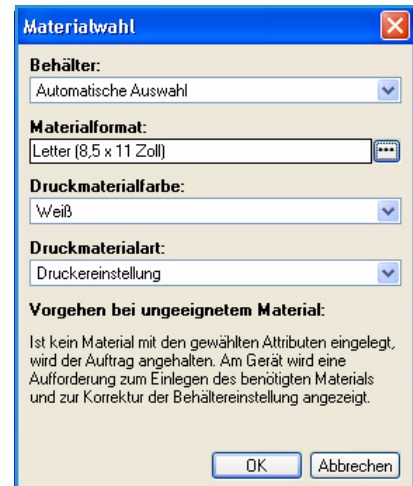 Materialwahl
Behälter:
Automatische Auswahl
Materialformat:
Letter (8,5 x 11 Zoll)
Druckmaterialfarbe:
Weiß
Druckmaterialart:
Druckereinstellung
Vorgehen bei ungeeignetem Material:
Ist kein Material mit den gewählten Attributen eingelegt,
wird der Auftrag angehalten. Am Gerät wird eine
Aufforderung zum Einlegen des benötigten Materials
und zur Korrektur der Behältereinstellung angezeigt.
OK Abbrechen